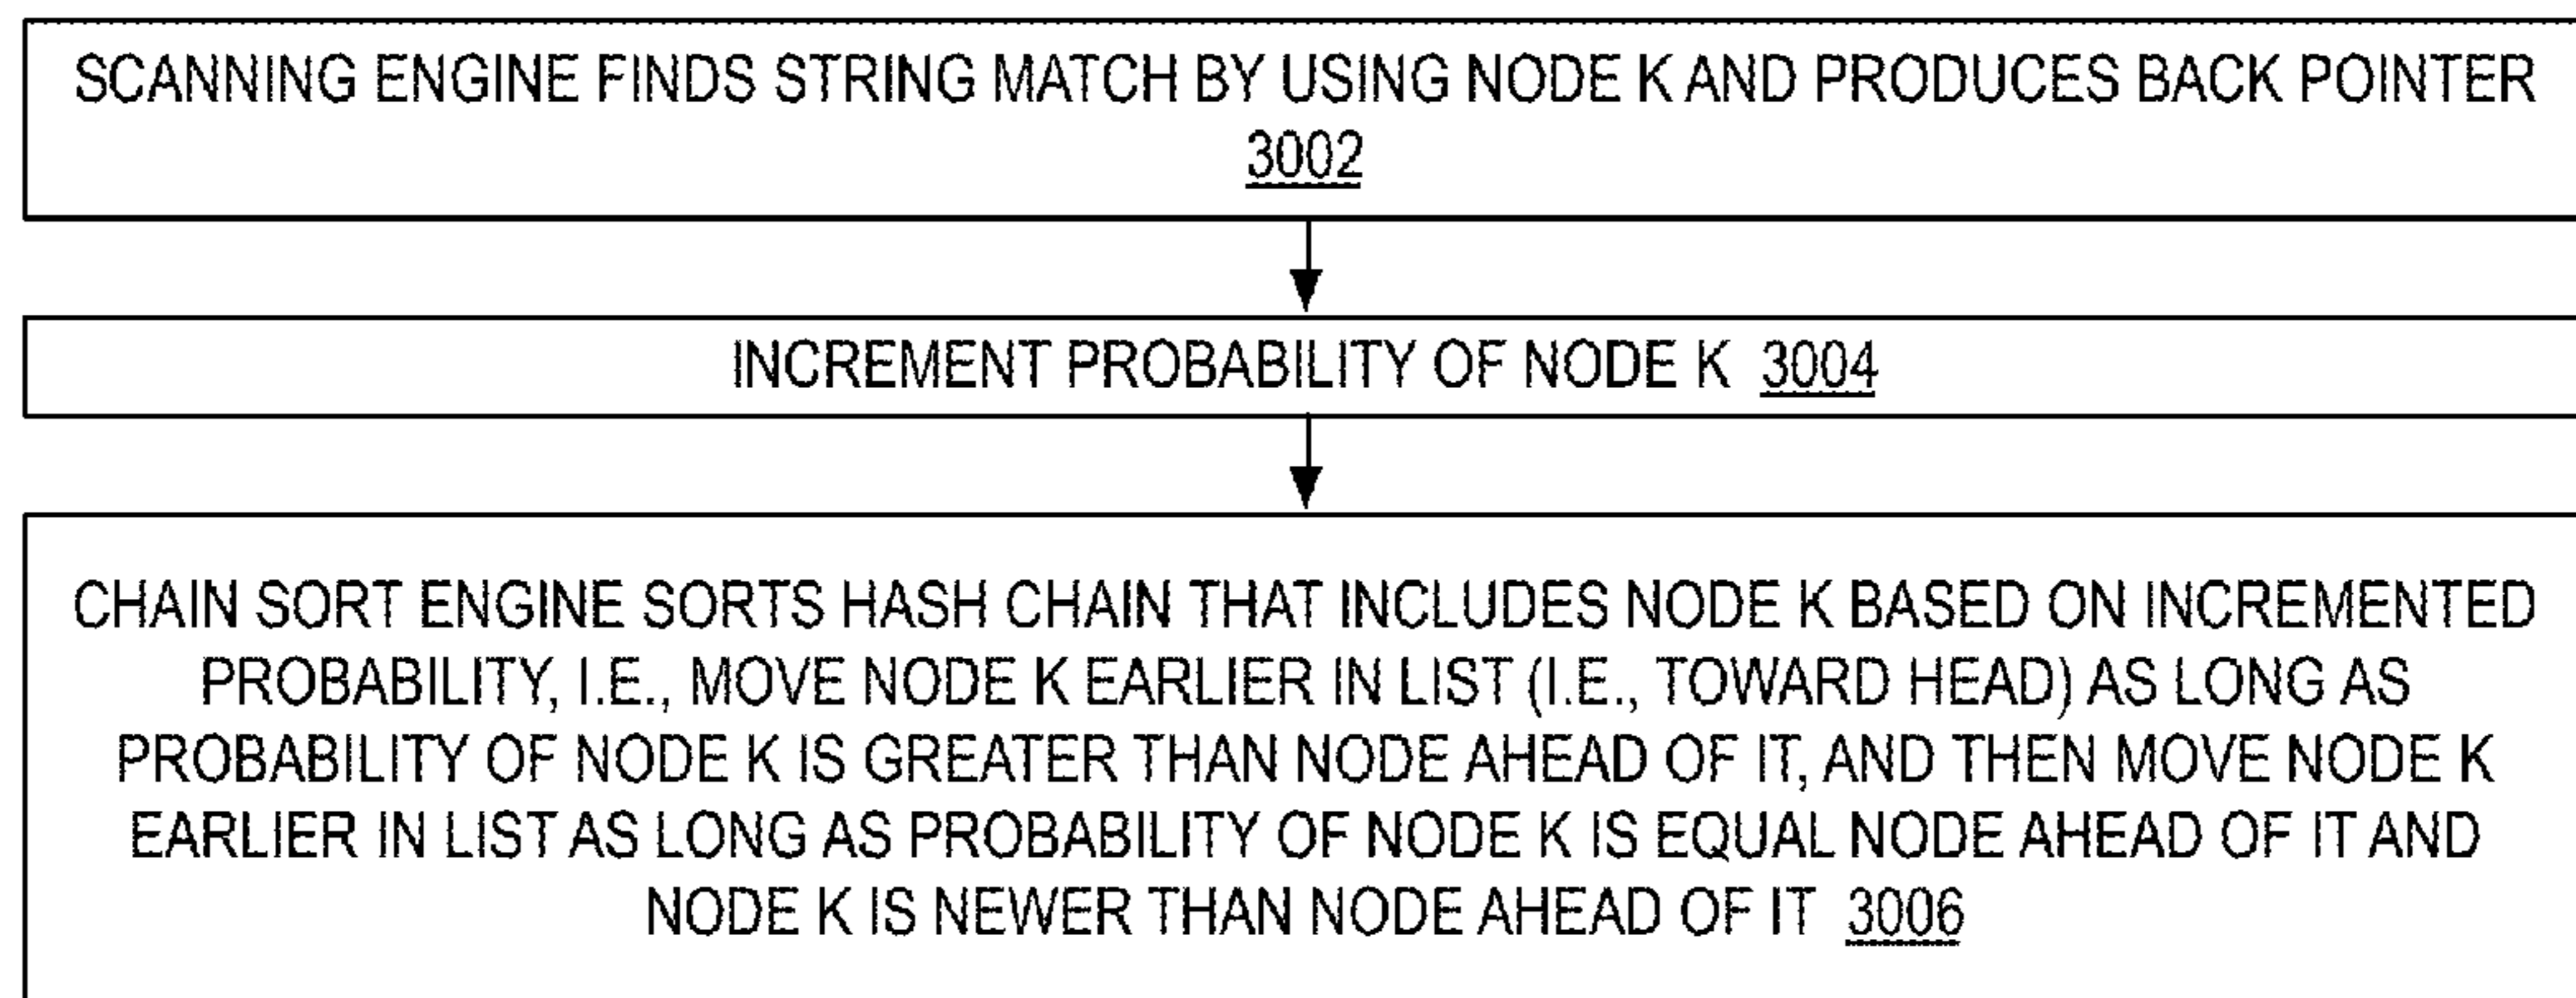 SCANNING ENGINE FINDS STRING MATCH BY USING NODE K AND PRODUCES BACK POINTER
3002
INCREMENT PROBABILITY OF NODE K 3004
CHAIN SORT ENGINE SORTS HASH CHAIN THAT INCLUDES NODE K BASED ON INCREMENTED
PROBABILITY, I.E., MOVE NODE K EARLIER IN LIST (I.E., TOWARD HEAD) AS LONG AS
PROBABILITY OF NODE K IS GREATER THAN NODE AHEAD OF IT, AND THEN MOVE NODE K
EARLIER IN LIST AS LONG AS PROBABILITY OF NODE K IS EQUAL NODE AHEAD OF IT AND
NODE K IS NEWER THAN NODE AHEAD OF IT 3006